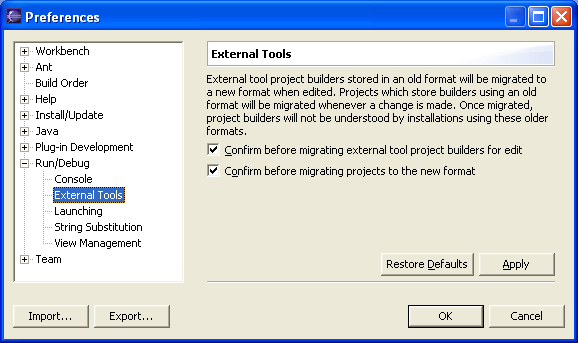 Preferences
Workbench
Ant
Build Order
Help
Install/Update
Java
Plug-in Development
Run/Debug
Console
External Tools
Launching
String Substitution
View Management
Team
External Tools
External tool project builders stored in an old format will be migrated to
a new format when edited. Projects which store builders using an old
format will be migrated whenever a change is made. Once migrated,
project builders will not be understood by installations using these older
formats.
Confirm before migrating external tool project builders for edit
Confirm before migrating projects to the new format
Restore Defaults
Apply
Import...
Export...
OK
Cancel